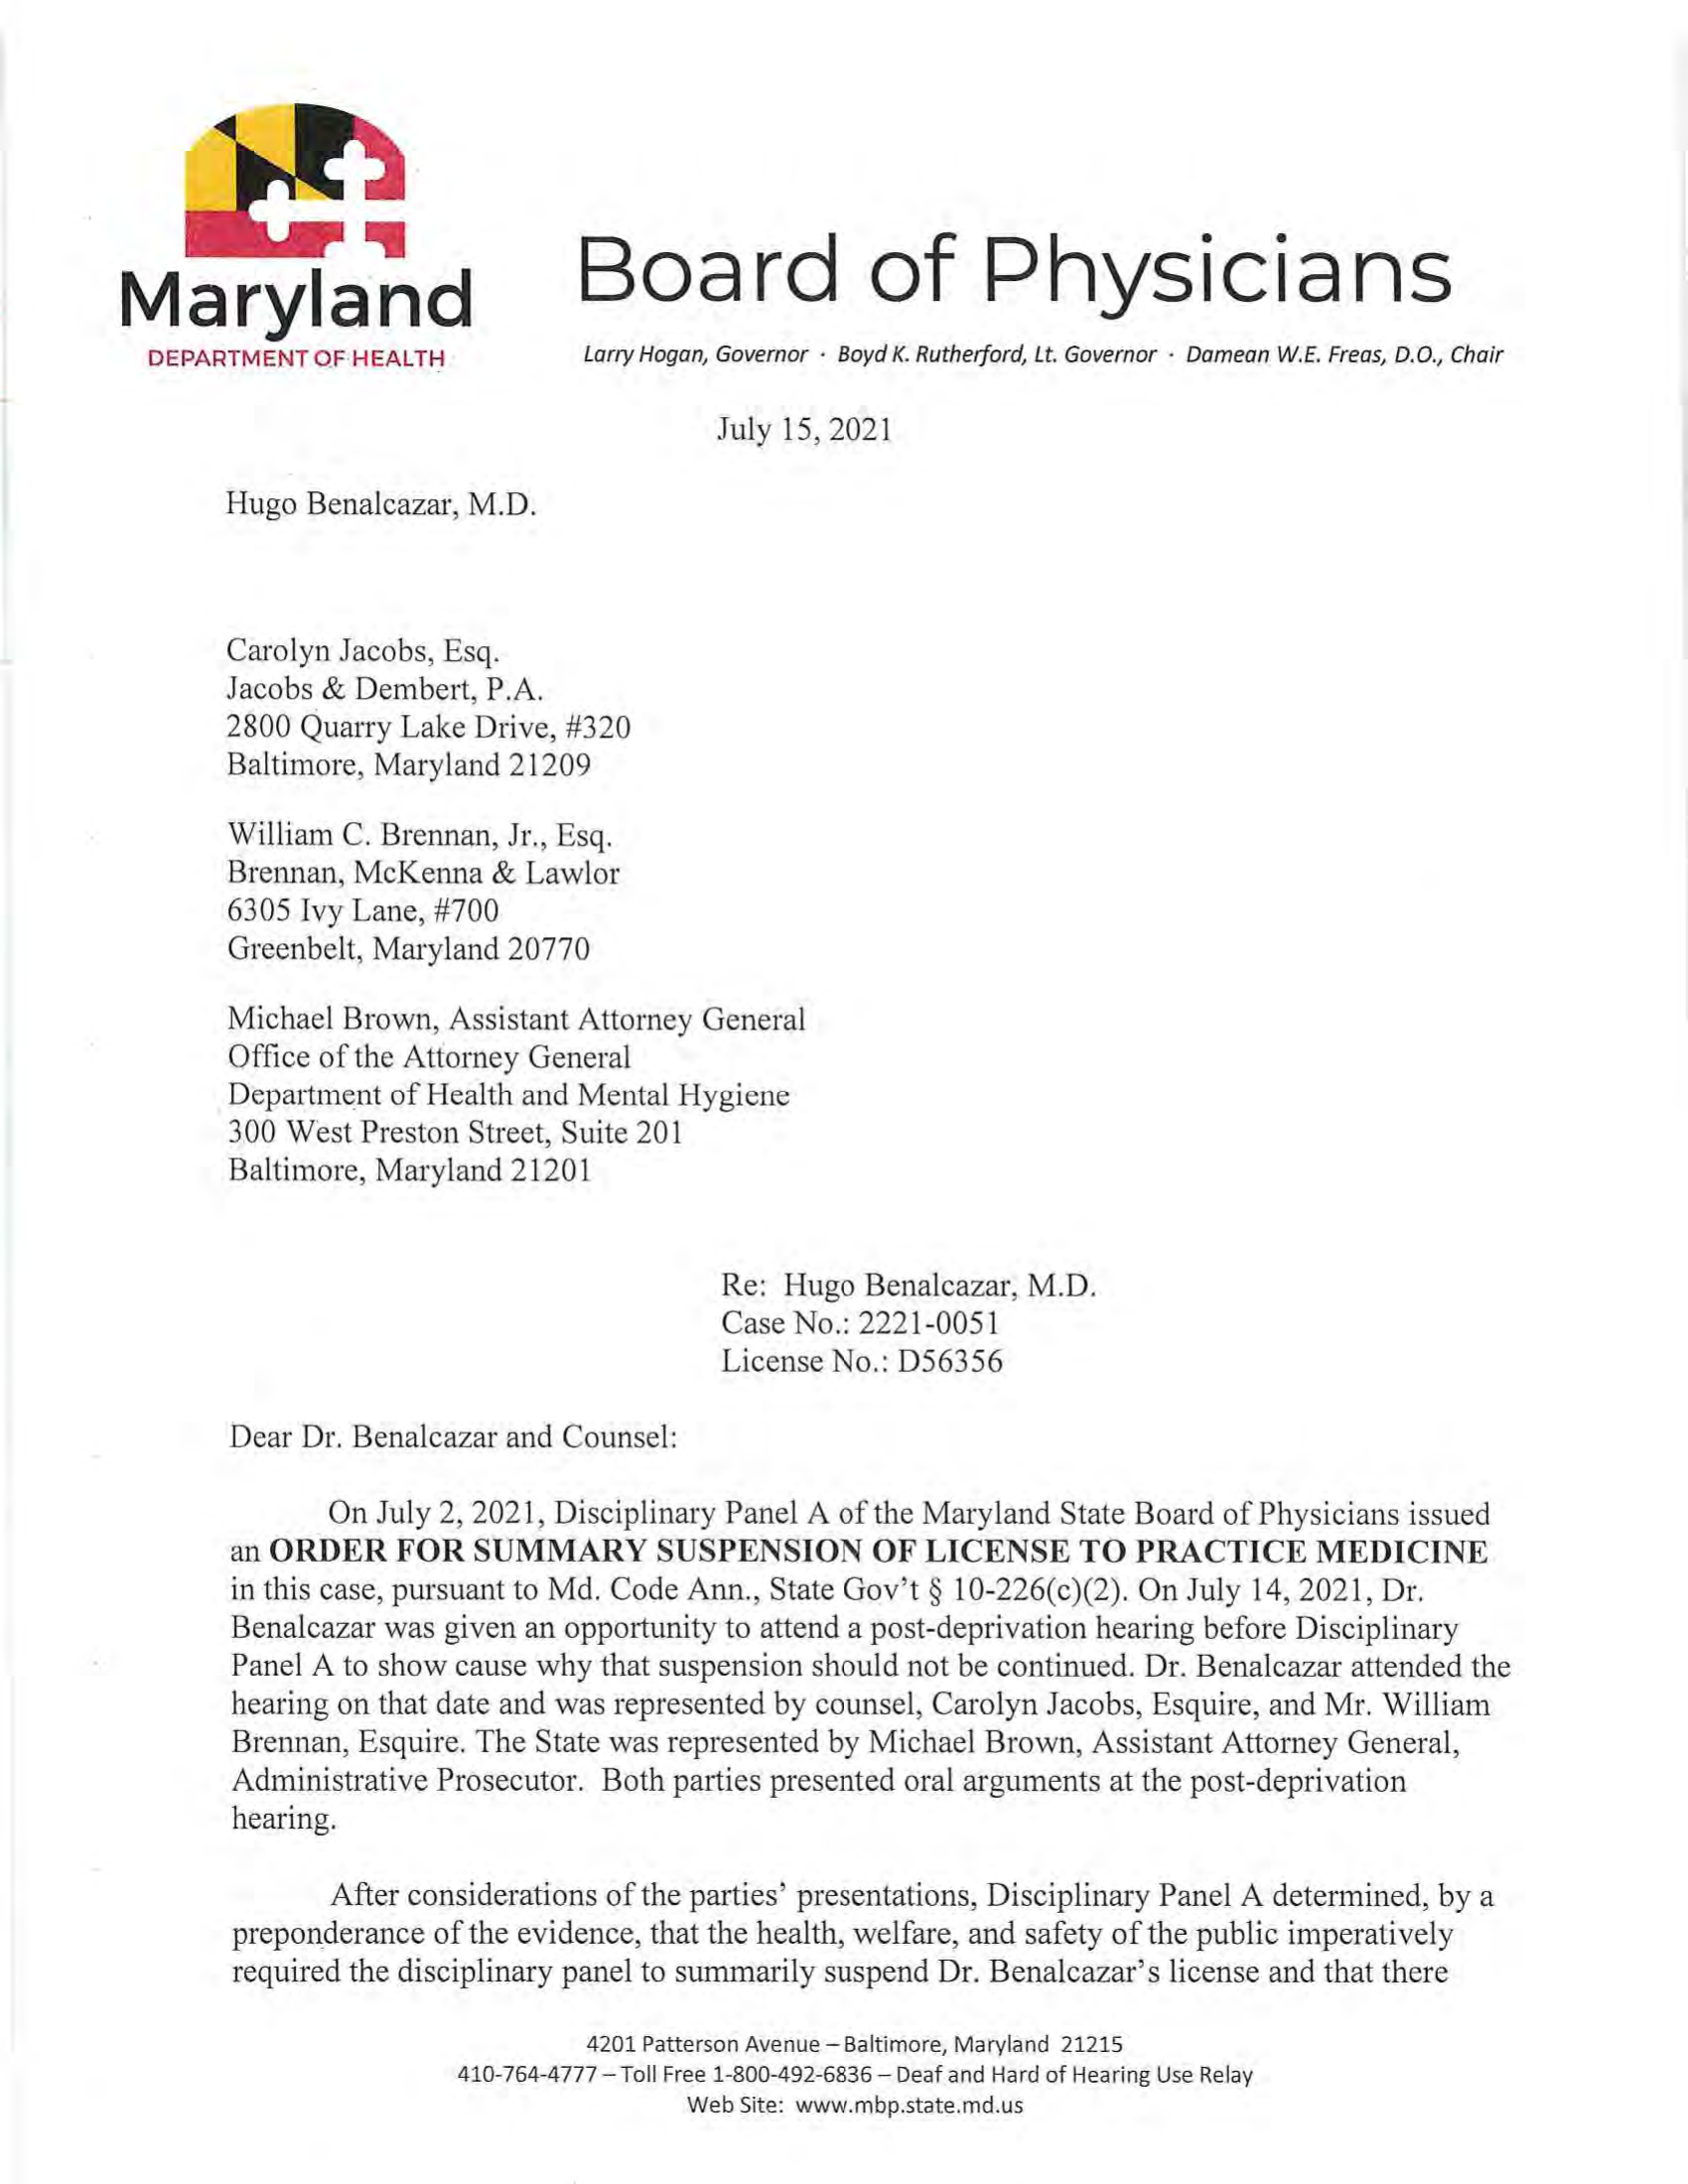 Maryland
DEPARTMENT OF HEALTH
Board of Physicians
Larry Hogan, Governor · Boyd K. Rutherford, Lt. Governor · Damean W.E. Freas, D.O., Chair
July 15, 2021
Hugo Benalcazar, M.D.
Carolyn Jacobs, Esq.
Jacobs & Dembert, P.A.
2800 Quarry Lake Drive, #320
Baltimore, Maryland 21209
William C. Brennan, Jr., Esq.
Brennan, McKenna & Lawlor
6305 Ivy Lane, #700
Greenbelt, Maryland 20770
Michael Brown, Assistant Attorney General
Office of the Attorney General
Department of Health and Mental Hygiene
300 West Preston Street, Suite 201
Baltimore, Maryland 21201
Re: Hugo Benalcazar, M.D.
Case No.: 2221-0051
License No.: D56356
Dear Dr. Benalcazar and Counsel:
On July 2, 2021, Disciplinary Panel A of the Maryland State Board of Physicians issued
an ORDER FOR SUMMARY SUSPENSION OF LICENSE TO PRACTICE MEDICINE
in this case, pursuant to Md. Code Ann., State Gov't § 10-226(c)(2). On July 14, 2021, Dr.
Benalcazar was given an opportunity to attend a post-deprivation hearing before Disciplinary
Panel A to show cause why that suspension should not be continued. Dr. Benalcazar attended the
hearing on that date and was represented by counsel, Carolyn Jacobs, Esquire, and Mr. William
Brennan, Esquire. The State was represented by Michael Brown, Assistant Attorney General,
Administrative Prosecutor. Both parties presented oral arguments at the post-deprivation
hearing.
After considerations of the parties' presentations, Disciplinary Panel A determined, by a
preponderance of the evidence, that the health, welfare, and safety of the public imperatively
required the disciplinary panel to summarily suspend Dr. Benalcazar's license and that there
4201 Patterson Avenue – Baltimore, Maryland 21215
410-764-4777 – Toll Free 1-800-492-6836 – Deaf and Hard of Hearing Use Relay
Web Site: www.mbp.state.md.us